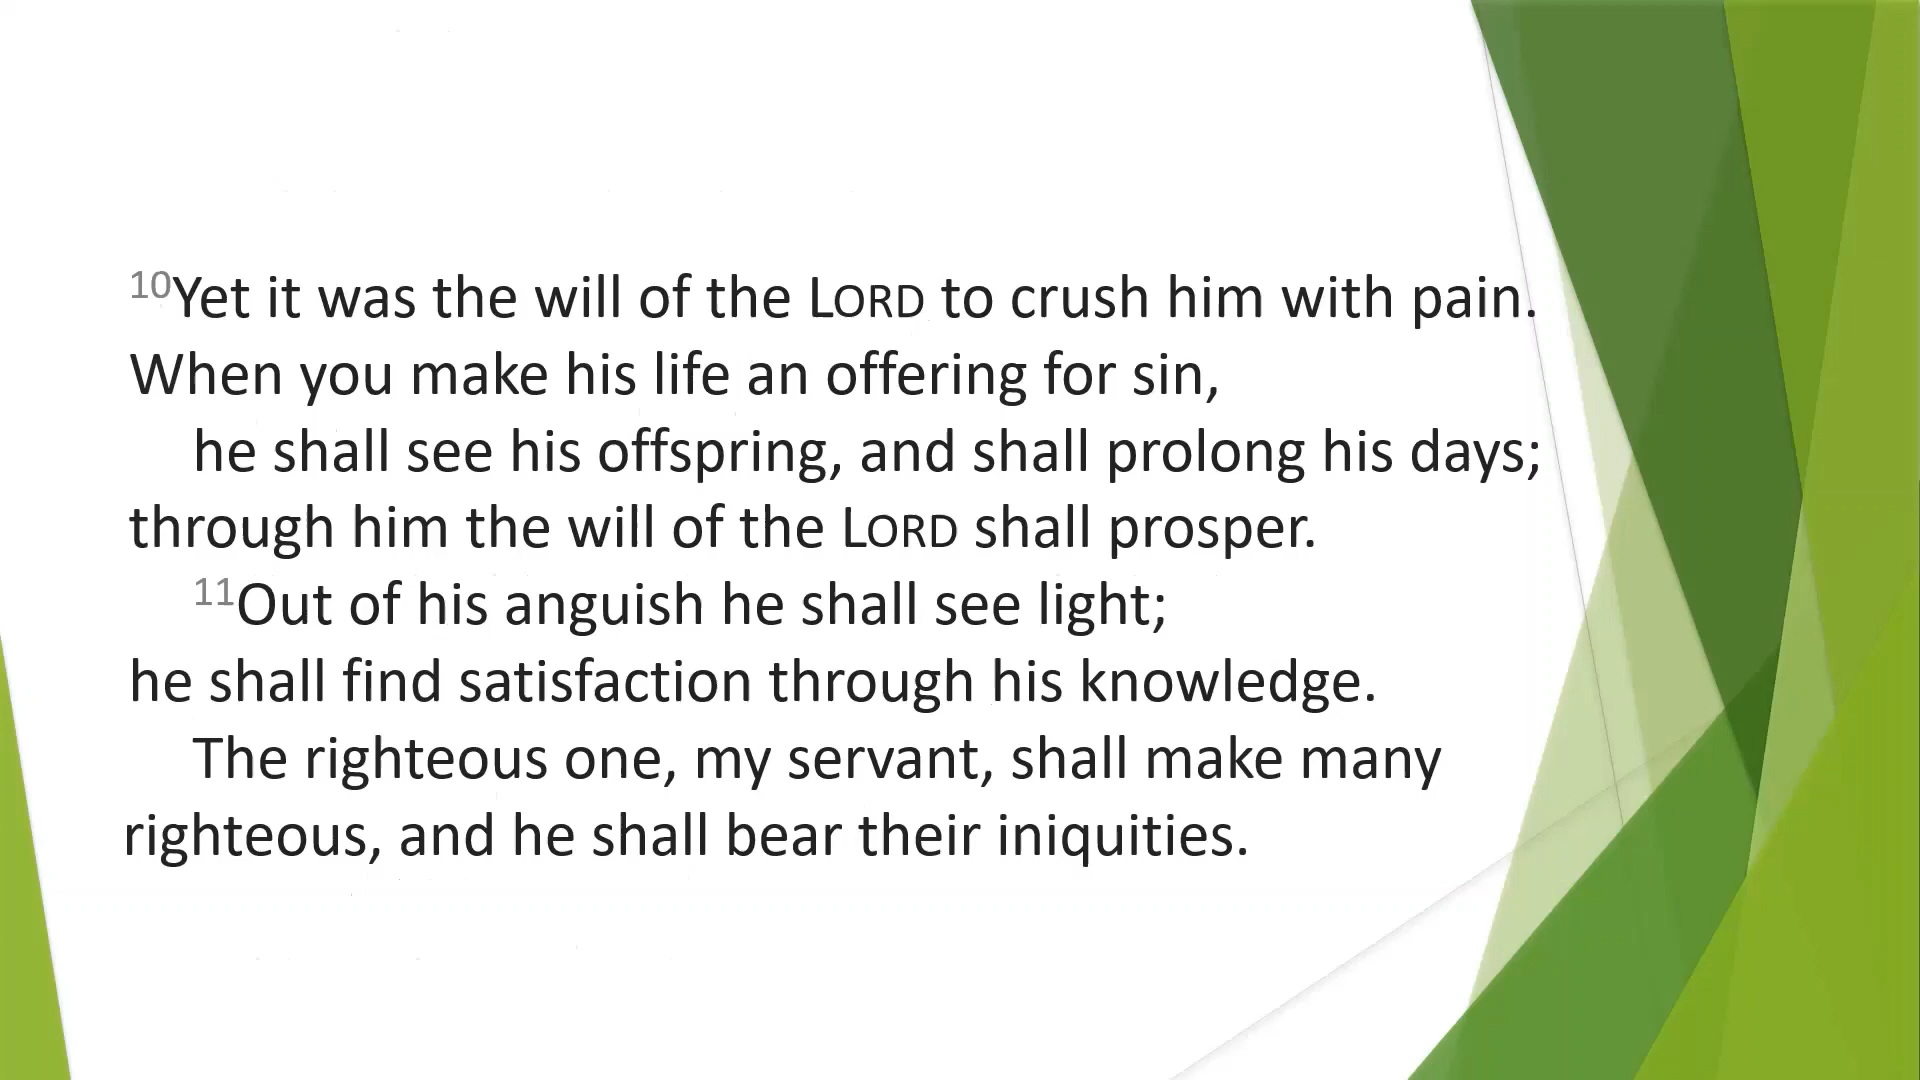 10Yet it was the will of the LORD to crush him with pain.
When you make his life an offering for sin,
he shall see his offspring, and shall prolong his days;
through him the will of the LORD shall prosper.
11Out of his anguish he shall see light;
he shall find satisfaction through his knowledge.
The righteous one, my servant, shall make many
righteous, and he shall bear their iniquities.